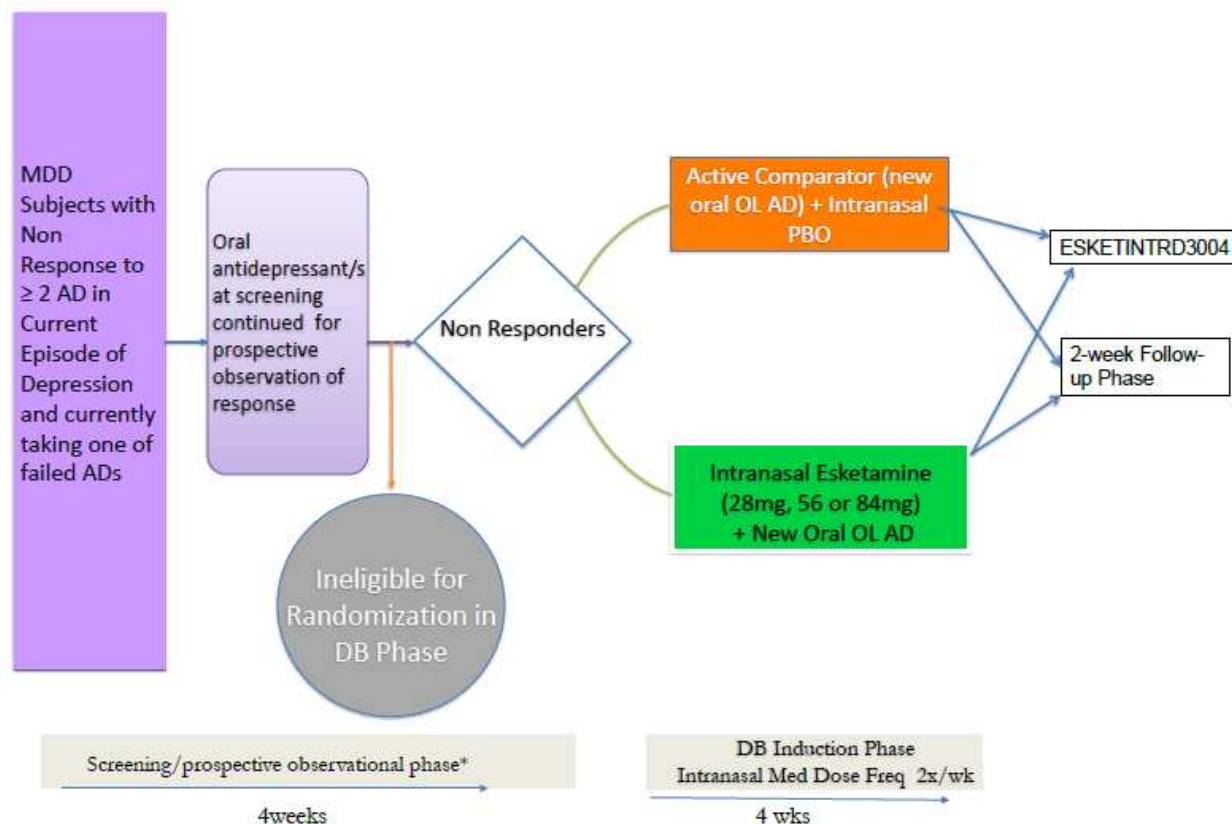 MDD
Subjects with
Non
Response to
≥ 2 AD in
Current
Episode of
Depression
and currently
taking one of
failed ADs
Oral
antidepressant/s
at screening
continued for
prospective
observation of
response
Non Responders
Ineligible for
Randomization in
DB Phase
Active Comparator (new
oral OL AD) + Intranasal
PBO
Intranasal Esketamine
(28mg, 56 or 84mg)
+ New Oral OL AD
ESKETINTRD3004
2-week Follow-
up Phase
Screening/prospective observational phase*
4weeks
DB Induction Phase
Intranasal Med Dose Freq 2x/wk
4 wks